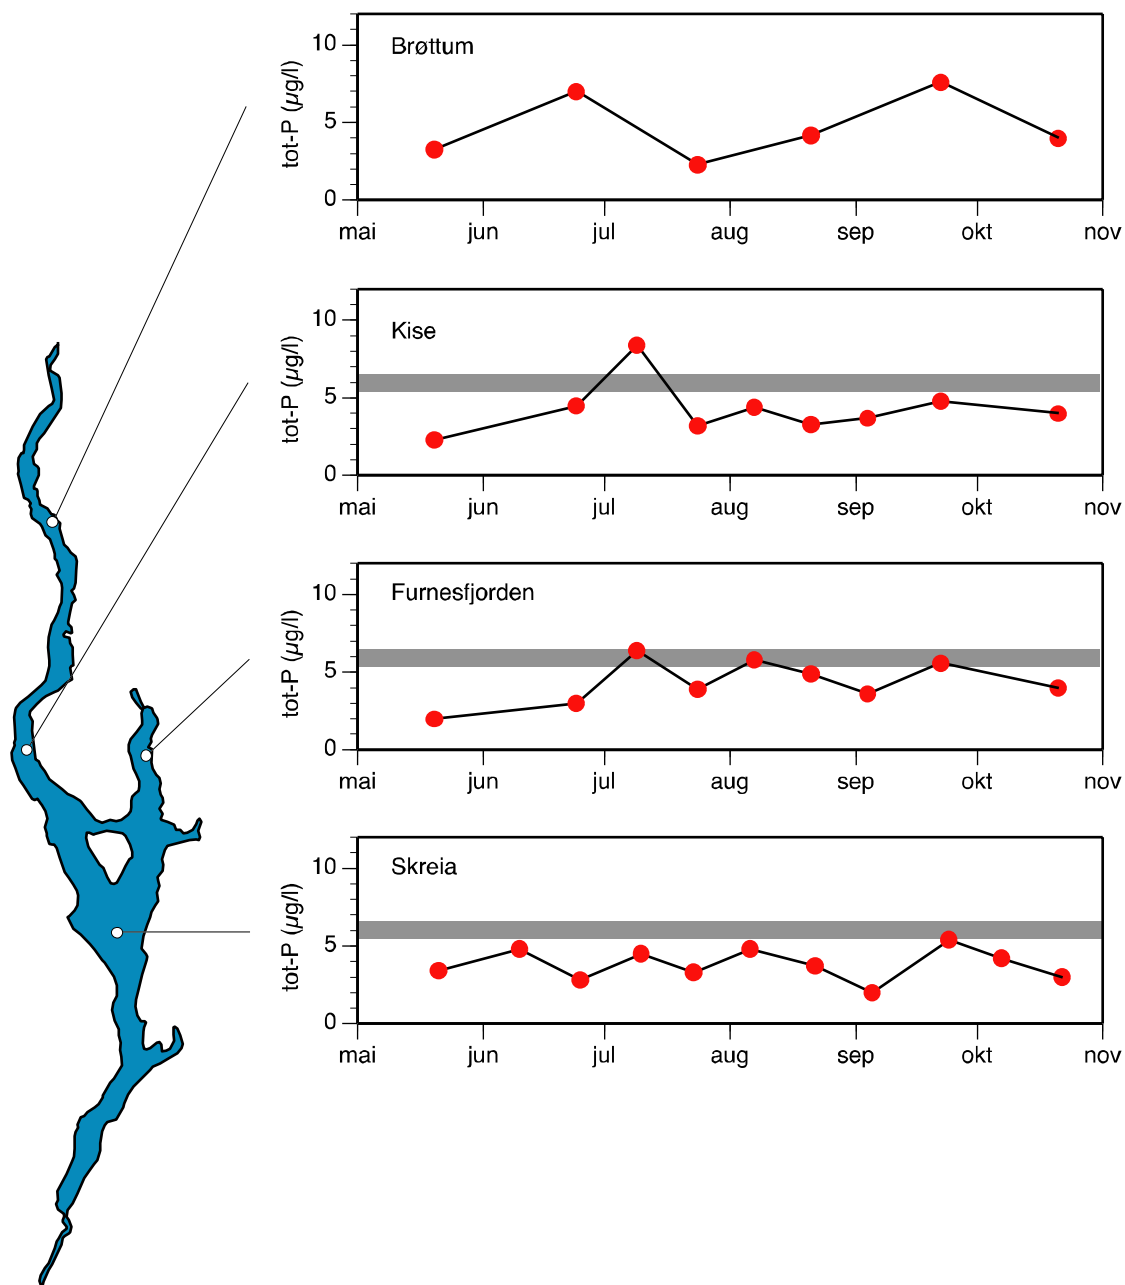 Brøttum
tot-P (µg/l)
10
5
0
mai jun jul aug sep okt nov
Kise
tot-P (µg/l)
10
5
0
mai jun jul aug sep okt nov
Furnesfjorden
tot-P (µg/l)
10
5
0
mai jun jul aug sep okt nov
Skreia
tot-P (µg/l)
10
5
0
mai jun jul aug sep okt nov